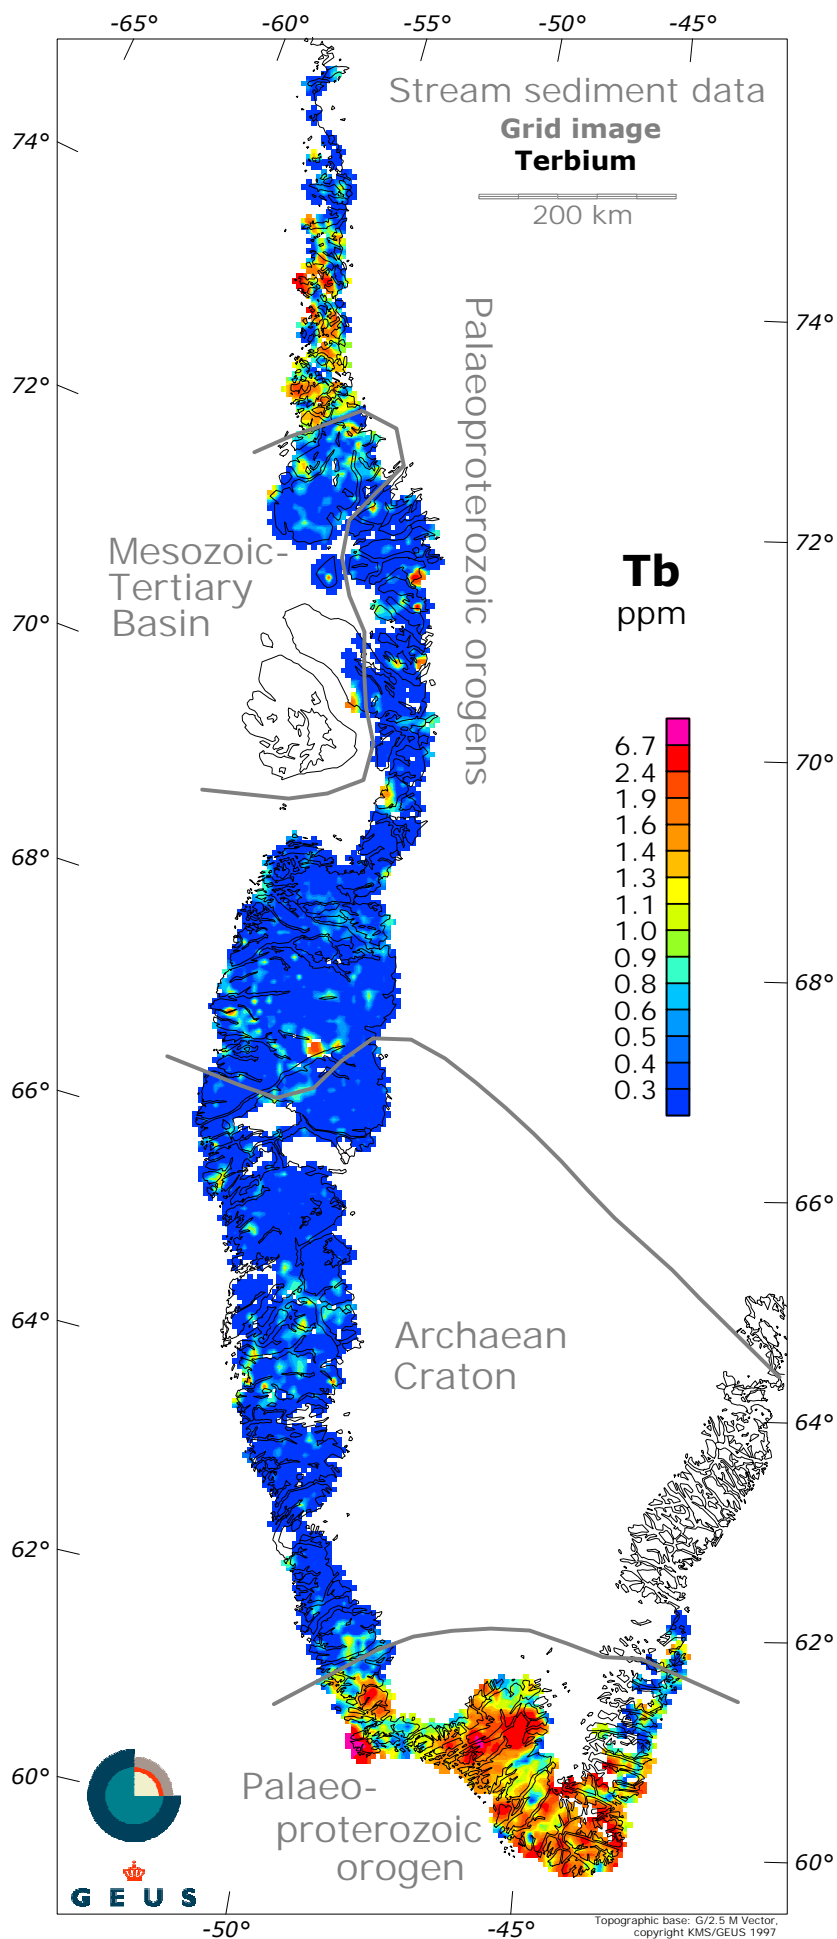 -65° -60° -55° -50° -45°
Stream sediment data
Grid image
Terbium
200 km
74°
74°
72°
72°
Palaeoproterozoic orogens
Mesozoic-
Tertiary
Basin
Tb
ppm
70°
70°
6.7
2.4
1.9
1.6
1.4
1.3
1.1
1.0
0.9
0.8
0.6
0.5
0.4
0.3
68°
68°
66°
66°
64°
Archaean
Craton
64°
62°
62°
60°
Palaeo-
proterozoic
orogen
60°
GEUS
Topographic base: G/2.5 M Vector,
copyright KMS/GEUS 1997
-50° -45°